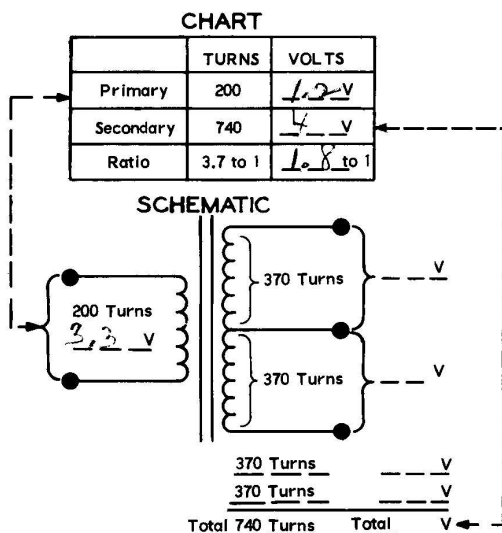 CHART
TURNS VOLTS
Primary 200 1.2 V
Secondary 740 4 V
Ratio 3.7 to 1 1.8 to 1
SCHEMATIC
370 Turns V
200 Turns
3.3 V
370 Turns V
370 Turns V
370 Turns V
Total 740 Turns Total V